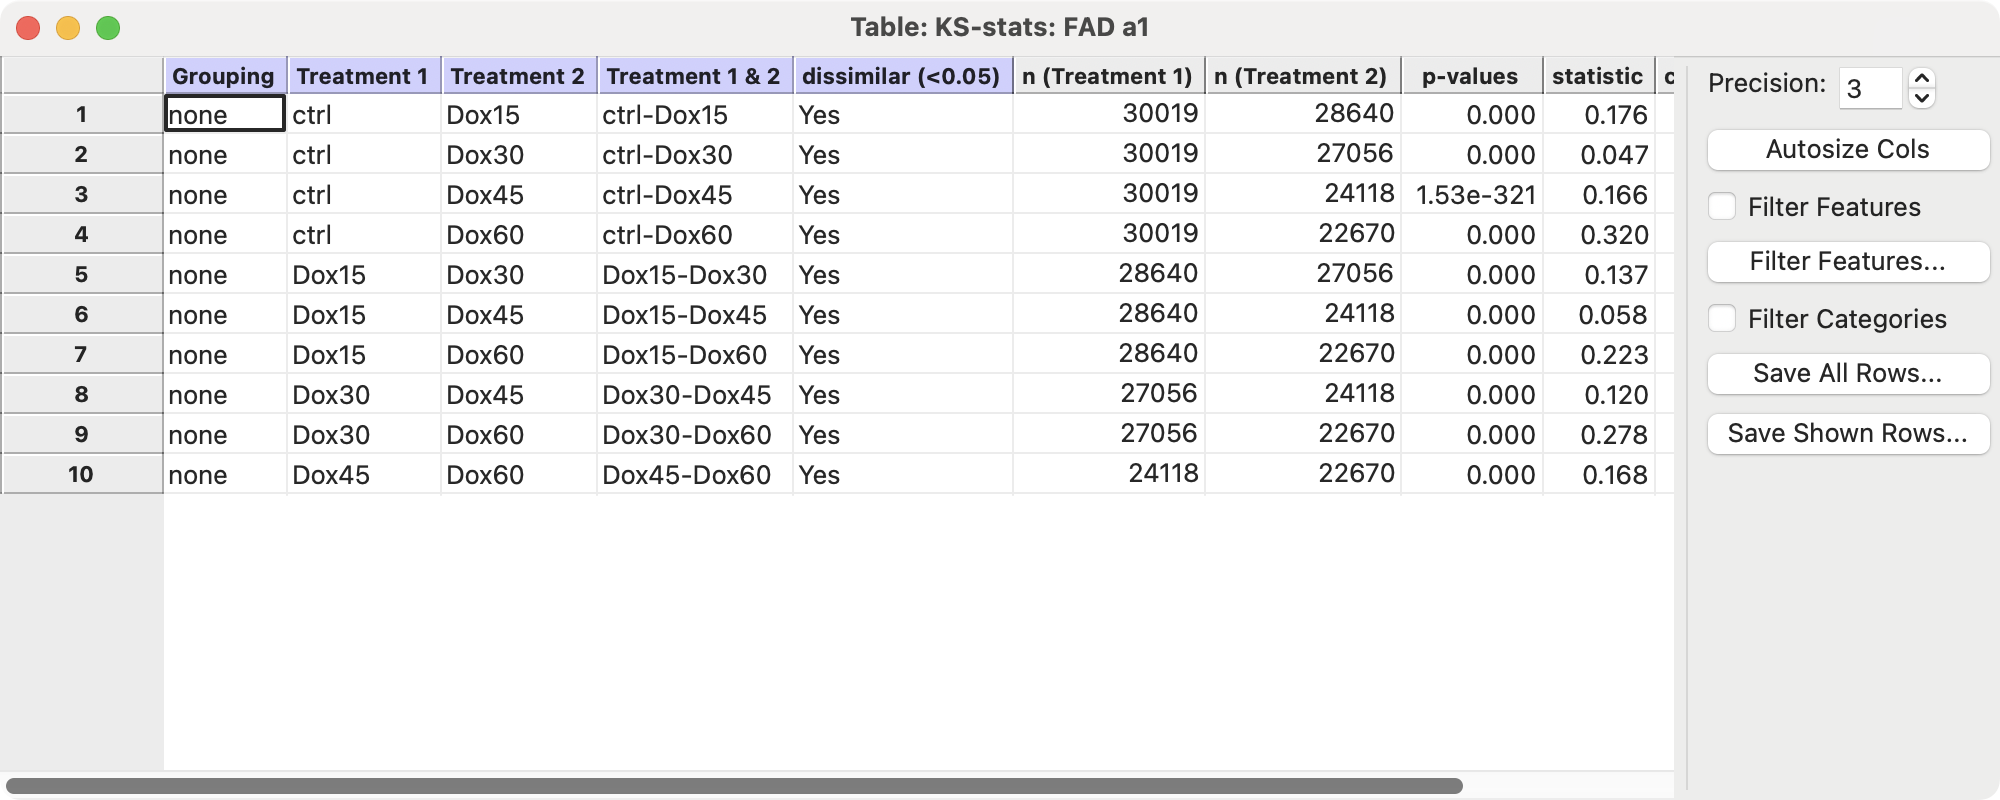 Table: KS-stats: FAD a1
Grouping Treatment 1 Treatment 2 Treatment 1 & 2 dissimilar (<0.05) n (Treatment 1) n (Treatment 2) p-values statistic
1 none ctrl Dox15 ctrl-Dox15 Yes 30019 28640 0.000 0.176
2 none ctrl Dox30 ctrl-Dox30 Yes 30019 27056 0.000 0.047
3 none ctrl Dox45 ctrl-Dox45 Yes 30019 24118 1.53e-321 0.166
4 none ctrl Dox60 ctrl-Dox60 Yes 30019 22670 0.000 0.320
5 none Dox15 Dox30 Dox15-Dox30 Yes 28640 27056 0.000 0.137
6 none Dox15 Dox45 Dox15-Dox45 Yes 28640 24118 0.000 0.058
7 none Dox15 Dox60 Dox15-Dox60 Yes 28640 22670 0.000 0.223
8 none Dox30 Dox45 Dox30-Dox45 Yes 27056 24118 0.000 0.120
9 none Dox30 Dox60 Dox30-Dox60 Yes 27056 22670 0.000 0.278
10 none Dox45 Dox60 Dox45-Dox60 Yes 24118 22670 0.000 0.168
Precision: 3
Autosize Cols
Filter Features
Filter Features...
Filter Categories
Save All Rows...
Save Shown Rows...